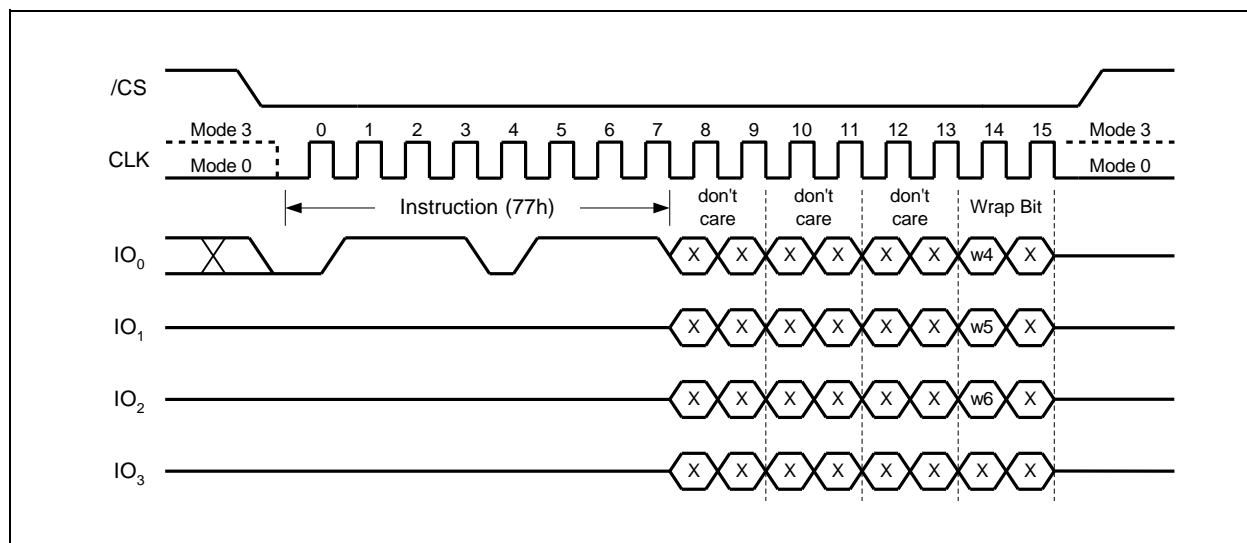 /CS
Mode 3 0 1 2 3 4 5 6 7 8 9 10 11 12 13 14 15 Mode 3
CLK Mode 0 Mode 0
Instruction (77h) don't care don't care don't care Wrap Bit
IO0 X X X X X X w4 X
IO1 X X X X X X w5 X
IO2 X X X X X X w6 X
IO3 X X X X X X X X